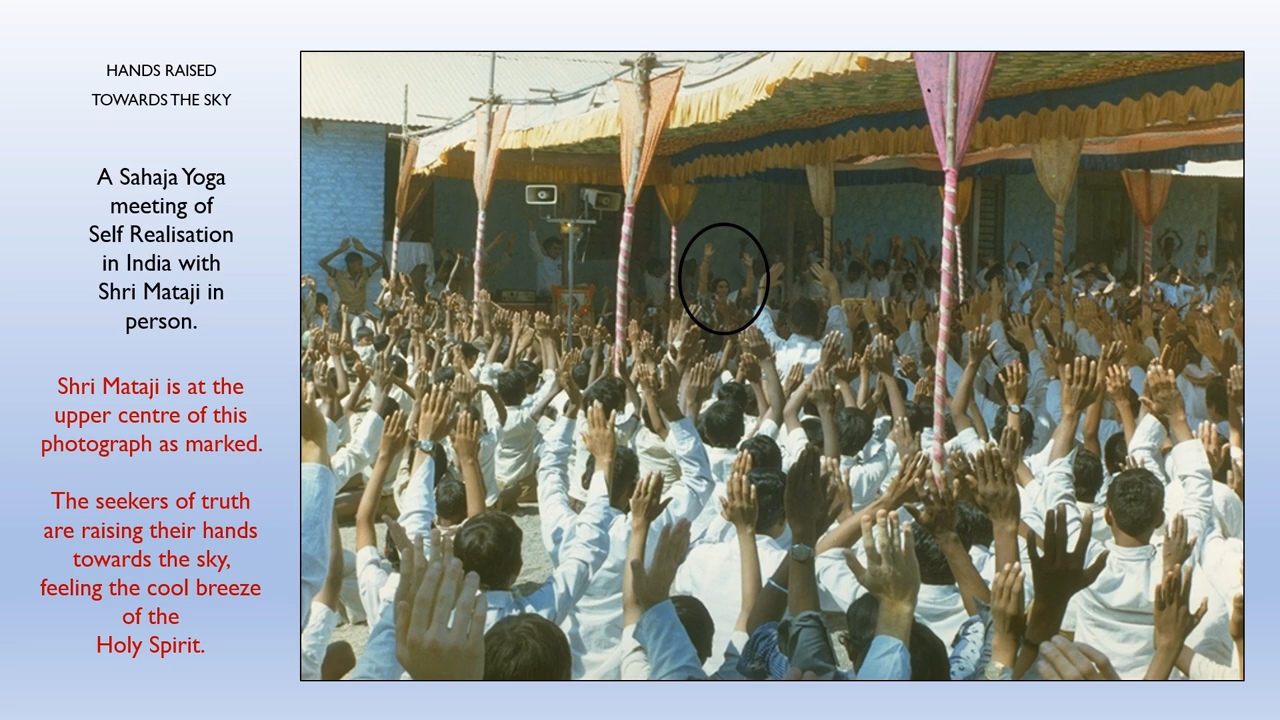 HANDS RAISED
TOWARDS THE SKY
A Sahaja Yoga
meeting of
Self Realisation
in India with
Shri Mataji in
person.
Shri Mataji is at the
upper centre of this
photograph as marked.
The seekers of truth
are raising their hands
towards the sky,
feeling the cool breeze
of the
Holy Spirit.